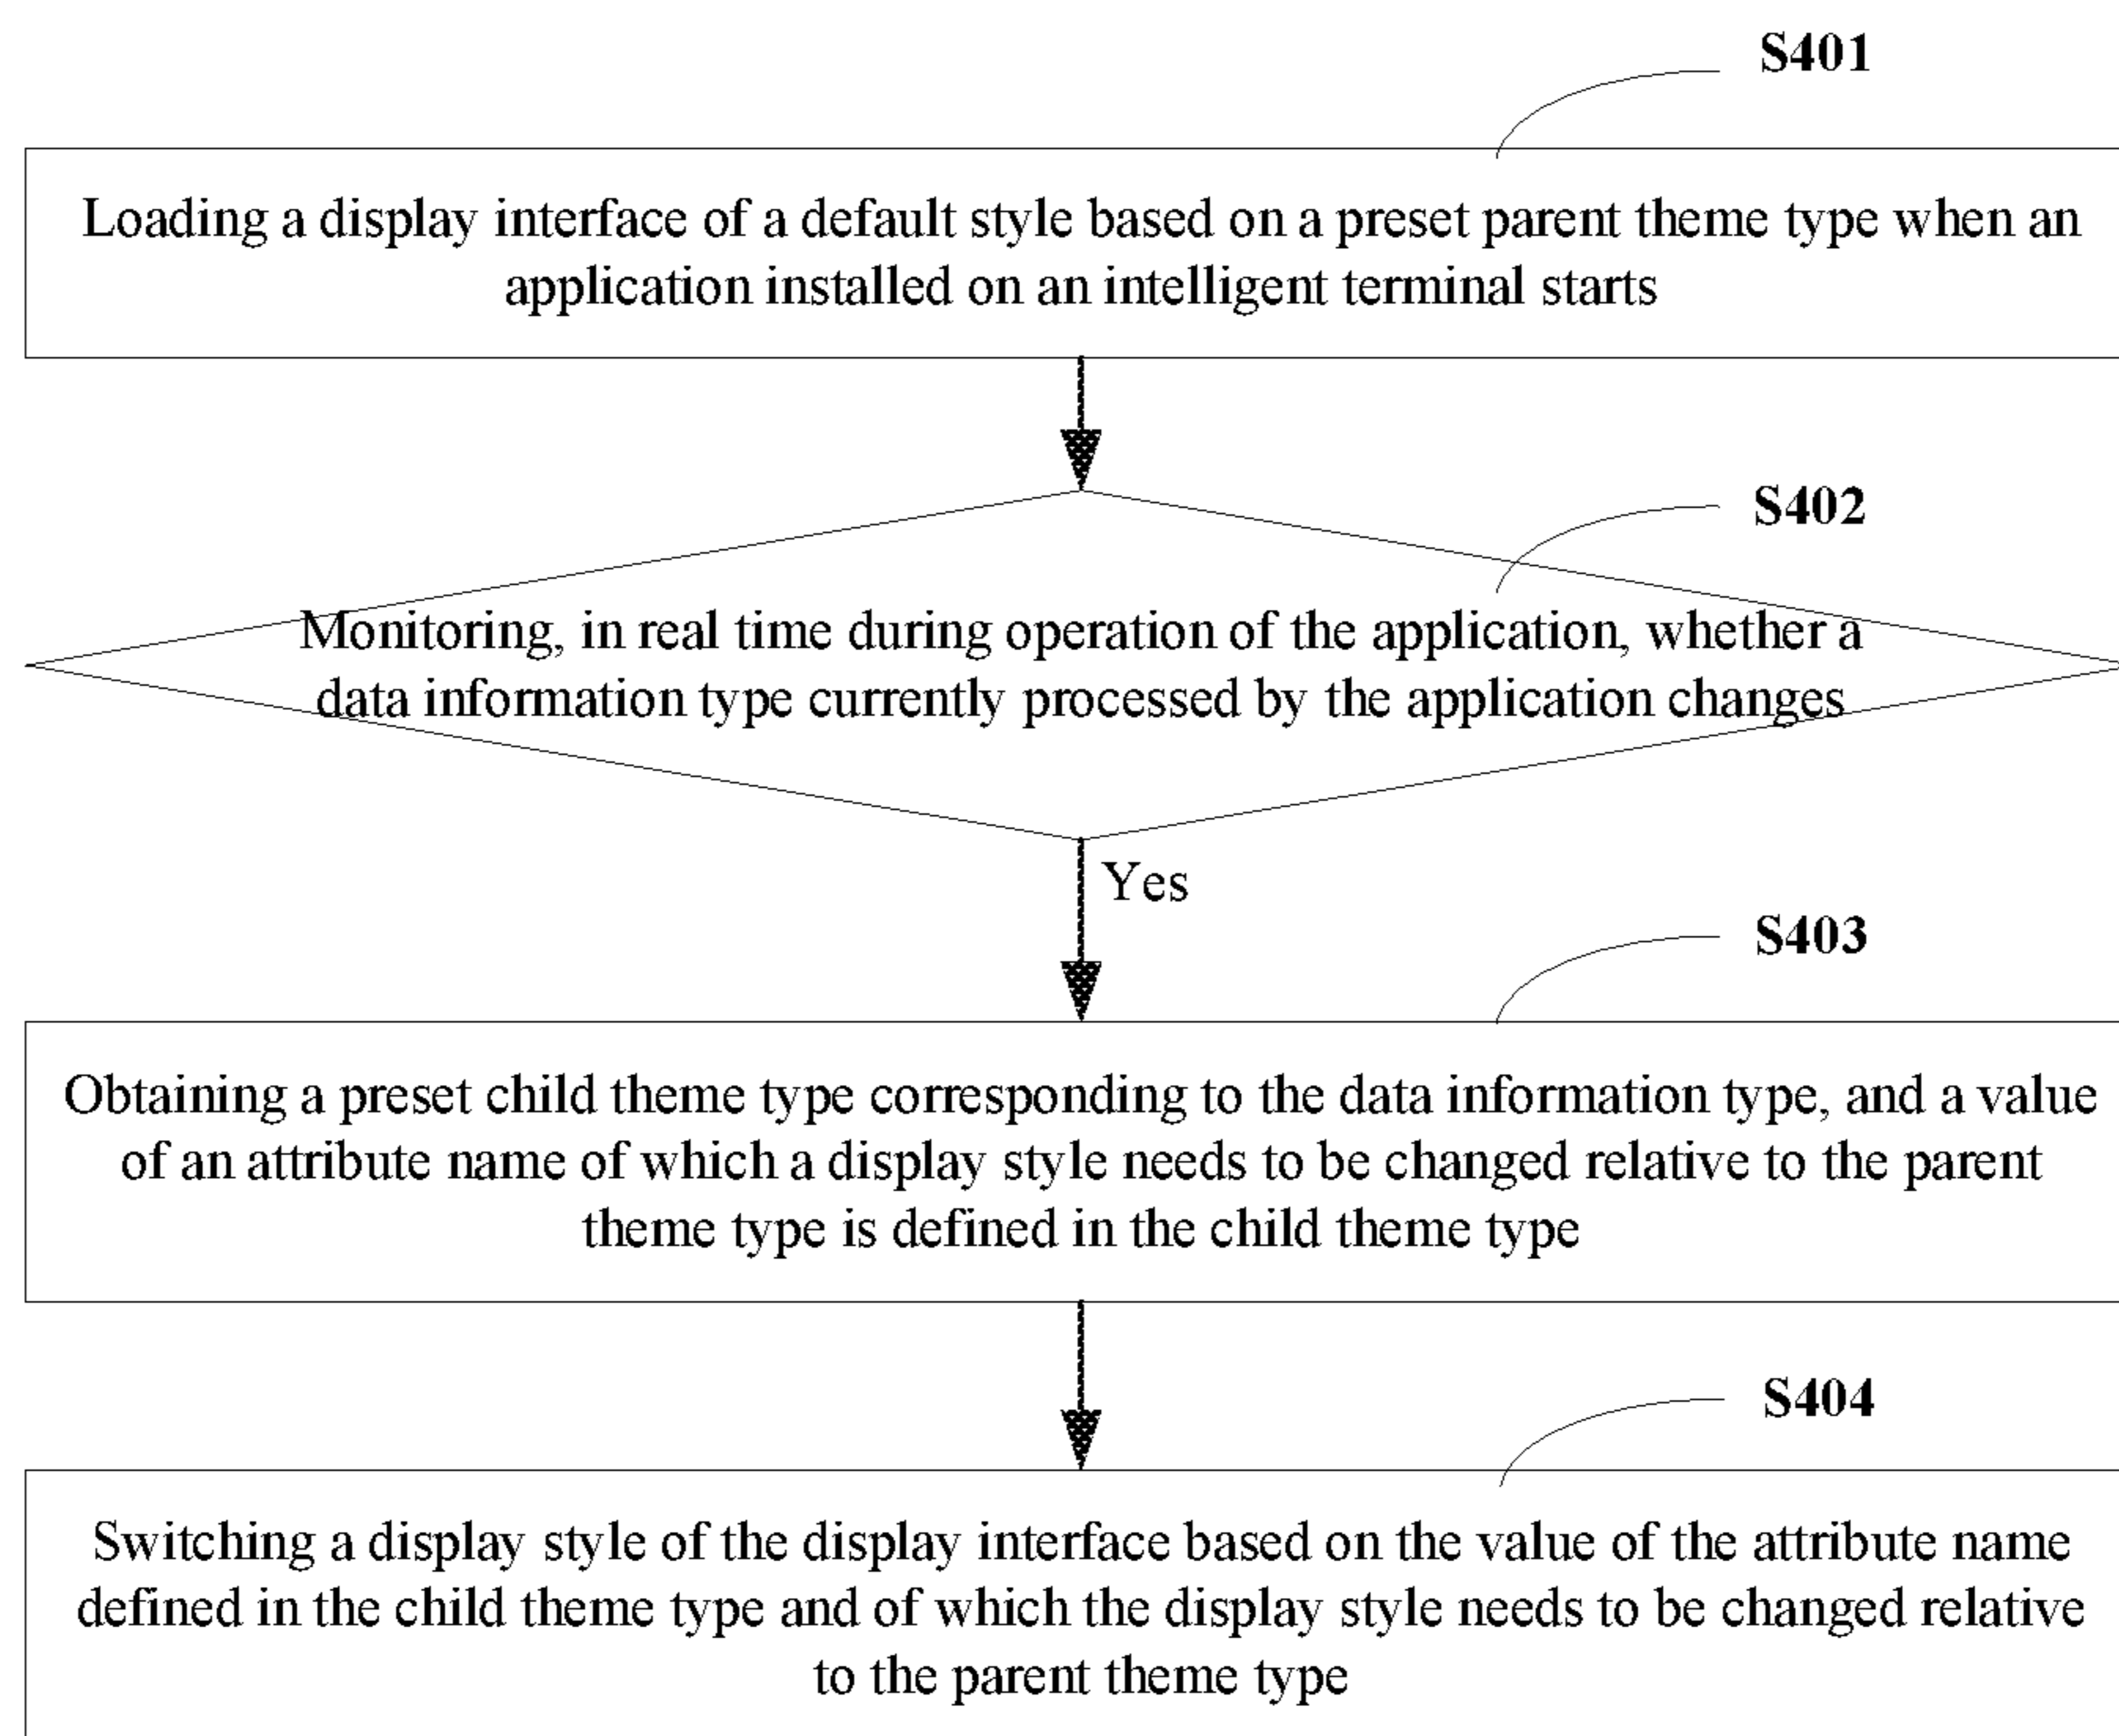 S401
Loading a display interface of a default style based on a preset parent theme type when an
application installed on an intelligent terminal starts
S402
Monitoring, in real time during operation of the application, whether a
data information type currently processed by the application changes
Yes
S403
Obtaining a preset child theme type corresponding to the data information type, and a value
of an attribute name of which a display style needs to be changed relative to the parent
theme type is defined in the child theme type
S404
Switching a display style of the display interface based on the value of the attribute name
defined in the child theme type and of which the display style needs to be changed relative
to the parent theme type